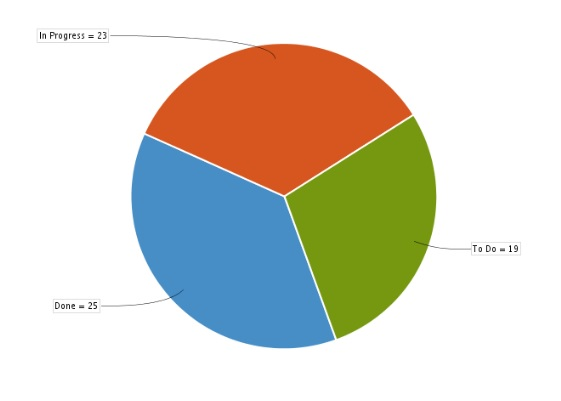 In Progress = 23
To Do = 19
Done = 25